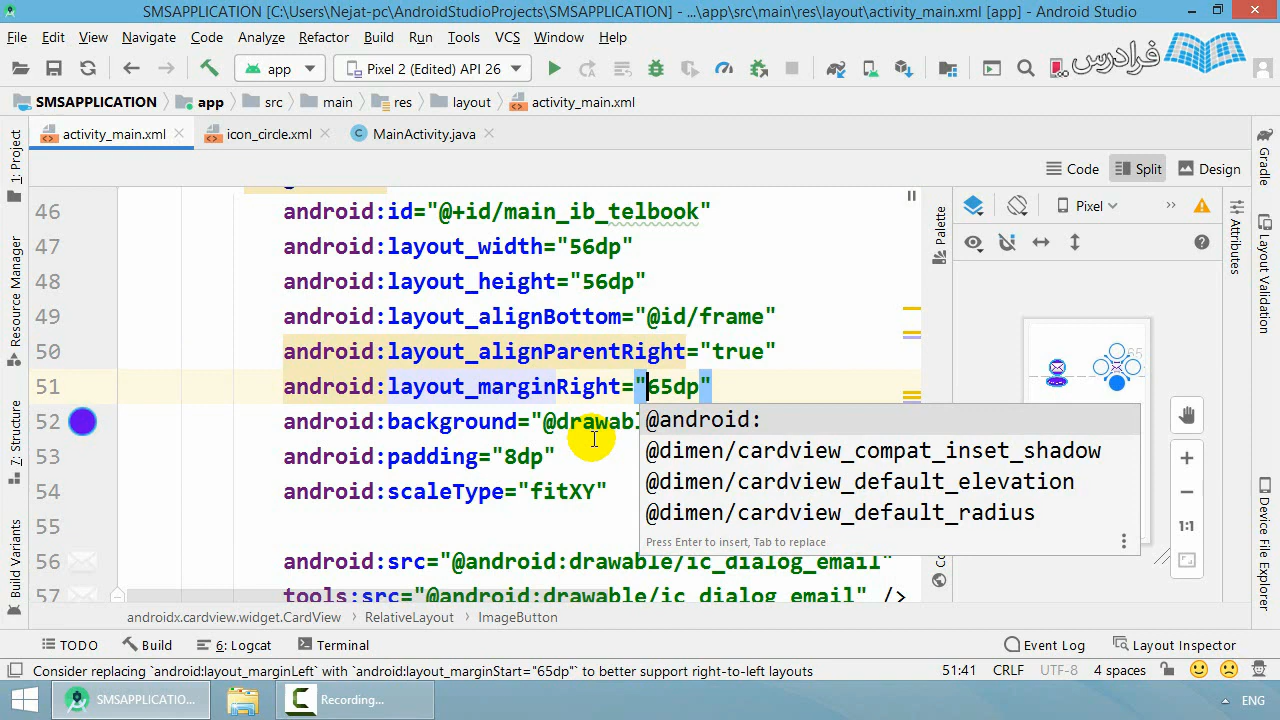 SMSAPPLICATION [C:\Users\Nejat-pc\AndroidStudioProjects\SMSAPPLICATION] - ...\app\src\main\res\layout\activity_main.xml [app] - Android Studio
File Edit View Navigate Code Analyze Refactor Build Run Tools VCS Window Help
app Pixel 2 (Edited) API 26
فرادرس
SMSAPPLICATION app src main res layout activity_main.xml
activity_main.xml icon_circle.xml MainActivity.java
Code Split Design
1: Project
Resource Manager
7: Structure
Build Variants
46 android:id="@+id/main_ib_telbook"
47 android:layout_width="56dp"
48 android:layout_height="56dp"
49 android:layout_alignBottom="@id/frame"
50 android:layout_alignParentRight="true"
51 android:layout_marginRight="65dp"
52 android:background="@drawabl
53 android:padding="8dp"
54 android:scaleType="fitXY"
55
56 android:src="@android:drawable/ic_dialog_email"
57 tools:src="@android:drawable/ic_dialog_email" />
@android:
@dimen/cardview_compat_inset_shadow
@dimen/cardview_default_elevation
@dimen/cardview_default_radius
Press Enter to insert, Tab to replace
Palette
Pixel
65
1:1
Attributes
Gradle
Layout Validation
Device File Explorer
androidx.cardview.widget.CardView RelativeLayout ImageButton
TODO Build 6: Logcat Terminal Event Log Layout Inspector
Consider replacing `android:layout_marginLeft` with `android:layout_marginStart="65dp"` to better support right-to-left layouts 51:41 CRLF UTF-8 4 spaces
SMSAPPLICATIO... Recording... ENG